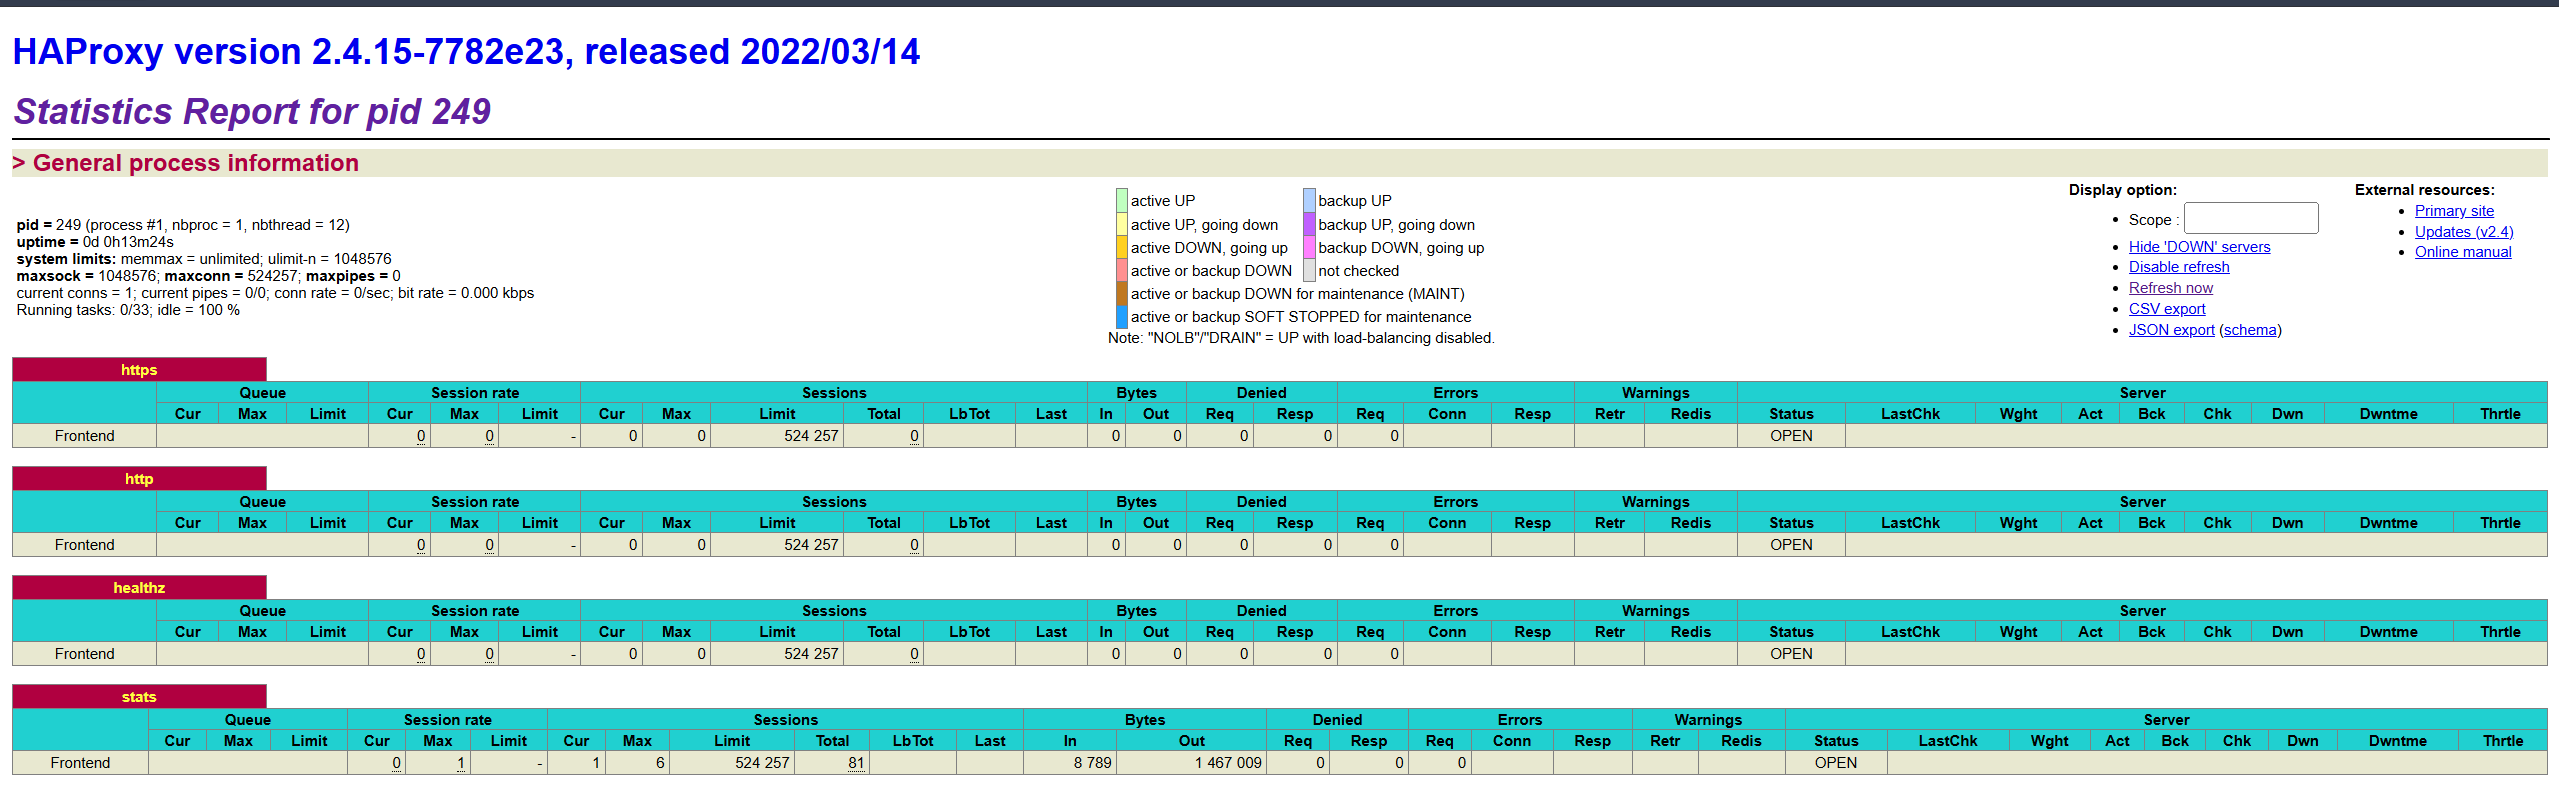 HAProxy version 2.4.15-7782e23, released 2022/03/14
Statistics Report for pid 249
> General process information
pid = 249 (process #1, nbproc = 1, nbthread = 12)
uptime = 0d 0h13m24s
system limits: memmax = unlimited; ulimit-n = 1048576
maxsock = 1048576; maxconn = 524257; maxpipes = 0
current conns = 1; current pipes = 0/0; conn rate = 0/sec; bit rate = 0.000 kbps
Running tasks: 0/33; idle = 100 %
active UP backup UP
active UP, going down backup UP, going down
active DOWN, going up backup DOWN, going up
active or backup DOWN not checked
active or backup DOWN for maintenance (MAINT)
active or backup SOFT STOPPED for maintenance
Note: "NOLB"/"DRAIN" = UP with load-balancing disabled.
Display option:
• Scope :
• Hide 'DOWN' servers
• Disable refresh
• Refresh now
• CSV export
• JSON export (schema)
External resources:
• Primary site
• Updates (v2.4)
• Online manual
https
Queue Session rate Sessions Bytes Denied Errors Warnings Server
Cur Max Limit Cur Max Limit Cur Max Limit Total LbTot Last In Out Req Resp Req Conn Resp Retr Redis Status LastChk Wght Act Bck Chk Dwn Dwntme Thrtle
Frontend 0 0 - 0 0 524 257 0 0 0 0 0 0 OPEN
http
Queue Session rate Sessions Bytes Denied Errors Warnings Server
Cur Max Limit Cur Max Limit Cur Max Limit Total LbTot Last In Out Req Resp Req Conn Resp Retr Redis Status LastChk Wght Act Bck Chk Dwn Dwntme Thrtle
Frontend 0 0 - 0 0 524 257 0 0 0 0 0 0 OPEN
healthz
Queue Session rate Sessions Bytes Denied Errors Warnings Server
Cur Max Limit Cur Max Limit Cur Max Limit Total LbTot Last In Out Req Resp Req Conn Resp Retr Redis Status LastChk Wght Act Bck Chk Dwn Dwntme Thrtle
Frontend 0 0 - 0 0 524 257 0 0 0 0 0 0 OPEN
stats
Queue Session rate Sessions Bytes Denied Errors Warnings Server
Cur Max Limit Cur Max Limit Cur Max Limit Total LbTot Last In Out Req Resp Req Conn Resp Retr Redis Status LastChk Wght Act Bck Chk Dwn Dwntme Thrtle
Frontend 0 1 - 1 6 524 257 81 8 789 1 467 009 0 0 0 OPEN